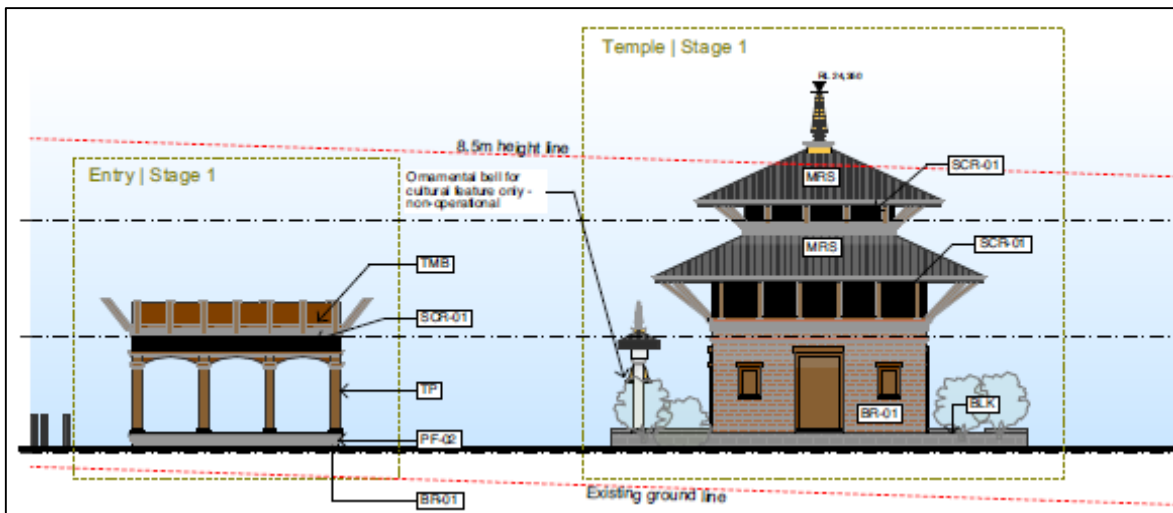 Temple | Stage 1
RL 24,350
8.5m height line
SCR-01
MRS
Entry | Stage 1
Ornamental bell for
cultural feature only -
non-operational
MRS
SCR-01
TMB
SCR-01
TP
BR-01
BLK
PF-02
BR-01
Existing ground line